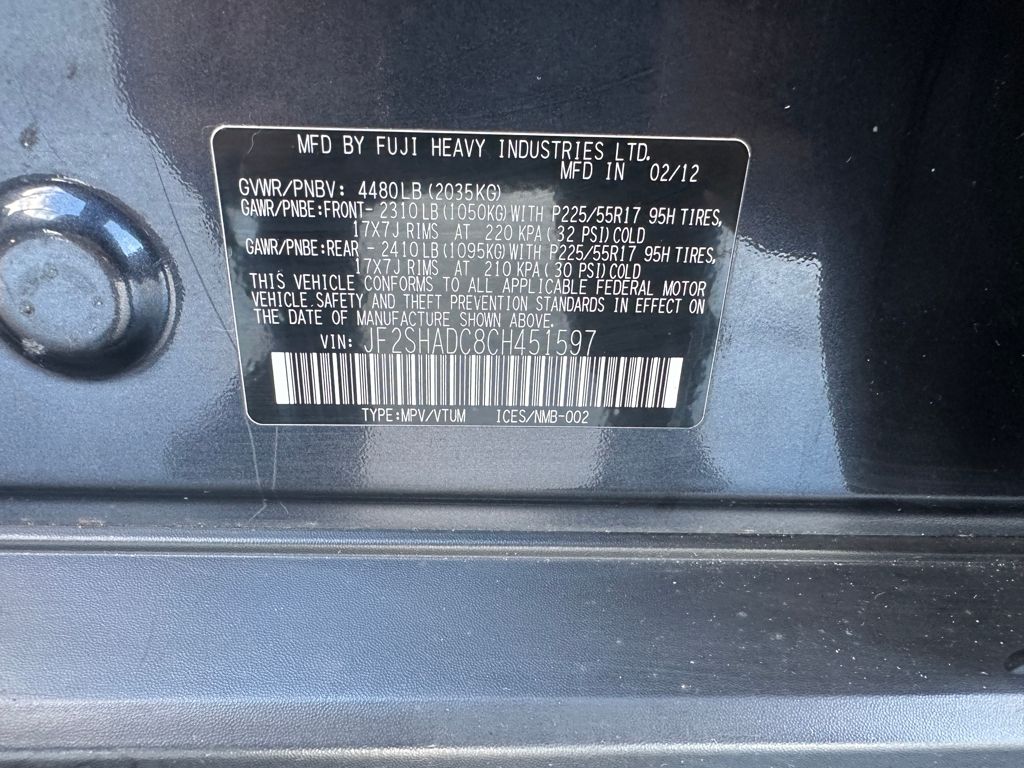 MFD BY FUJI HEAVY INDUSTRIES LTD.
MFD IN 02/12
GVWR/PNBV: 4480LB(2035KG)
GAWR/PNBE:FRONT- 2310LB(1050KG)WITH P225/55R17 95H TIRES,
17X7J RIMS AT 220 KPA(32 PSI)COLD
GAWR/PNBE:REAR - 2410LB(1095KG)WITH P225/55R17 95H TIRES,
17X7J RIMS AT 210 KPA(30 PSI)COLD
THIS VEHICLE CONFORMS TO ALL APPLICABLE FEDERAL MOTOR
VEHICLE SAFETY AND THEFT PREVENTION STANDARDS IN EFFECT ON
THE DATE OF MANUFACTURE SHOWN ABOVE.
VIN: JF2SHADC8CH451597
TYPE:MPV/VTUM ICES/NMB-002